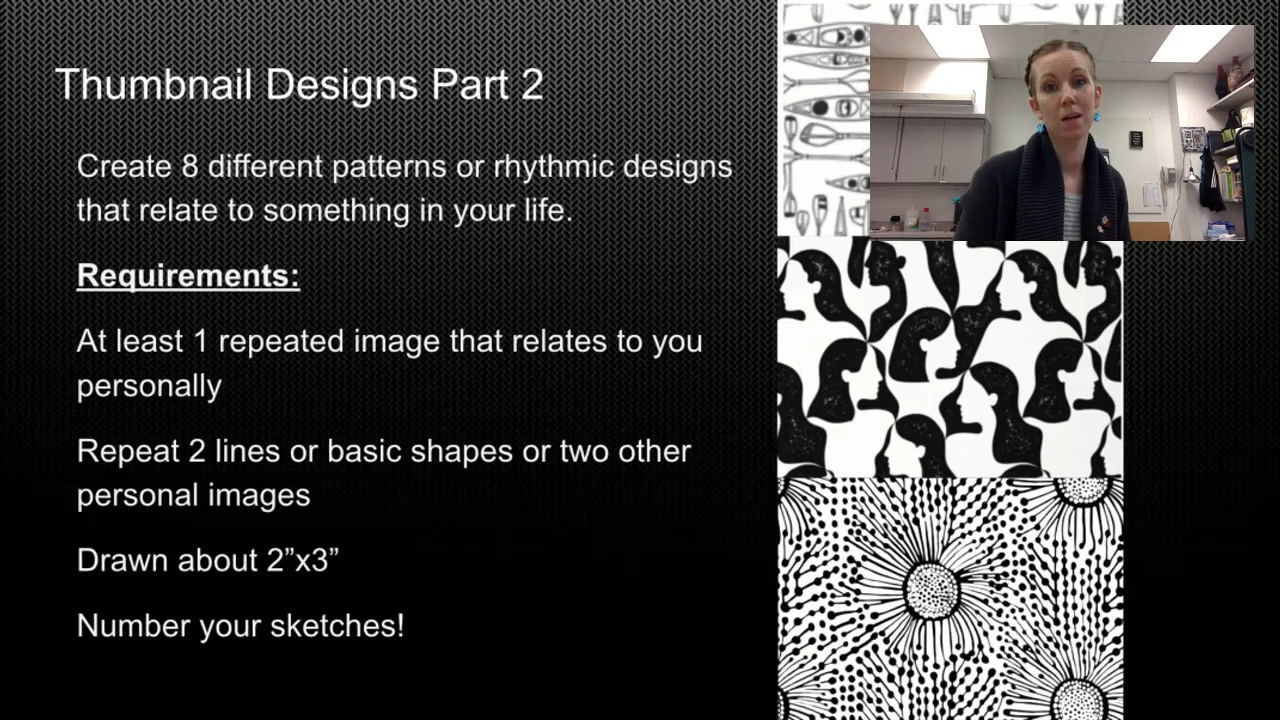 Thumbnail Designs Part 2
Create 8 different patterns or rhythmic designs
that relate to something in your life.
Requirements:
At least 1 repeated image that relates to you
personally
Repeat 2 lines or basic shapes or two other
personal images
Drawn about 2”x3”
Number your sketches!